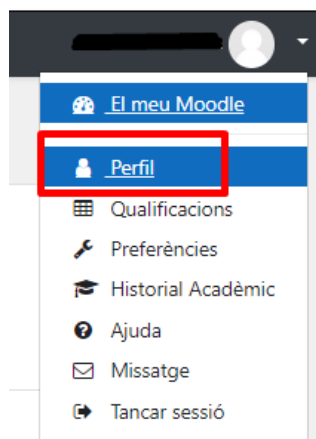 El meu Moodle
Perfil
Qualificacions
Preferències
Historial Acadèmic
Ajuda
Missatge
Tancar sessió